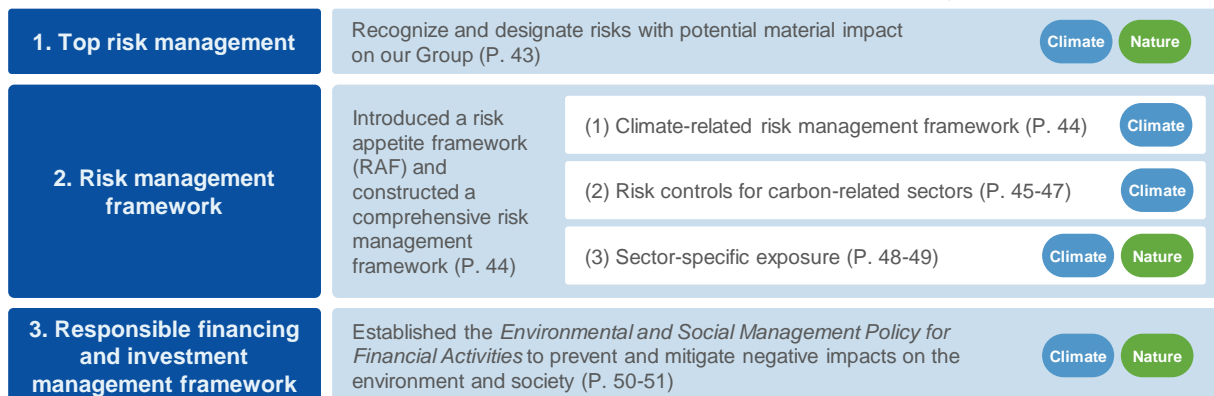 1. Top risk management
Recognize and designate risks with potential material impact
on our Group (P. 43)
Climate
Nature
2. Risk management
framework
Introduced a risk
appetite framework
(RAF) and
constructed a
comprehensive risk
management
framework (P. 44)
(1) Climate-related risk management framework (P. 44)
Climate
(2) Risk controls for carbon-related sectors (P. 45-47)
Climate
(3) Sector-specific exposure (P. 48-49)
Climate
Nature
3. Responsible financing
and investment
management framework
Established the Environmental and Social Management Policy for
Financial Activities to prevent and mitigate negative impacts on the
environment and society (P. 50-51)
Climate
Nature